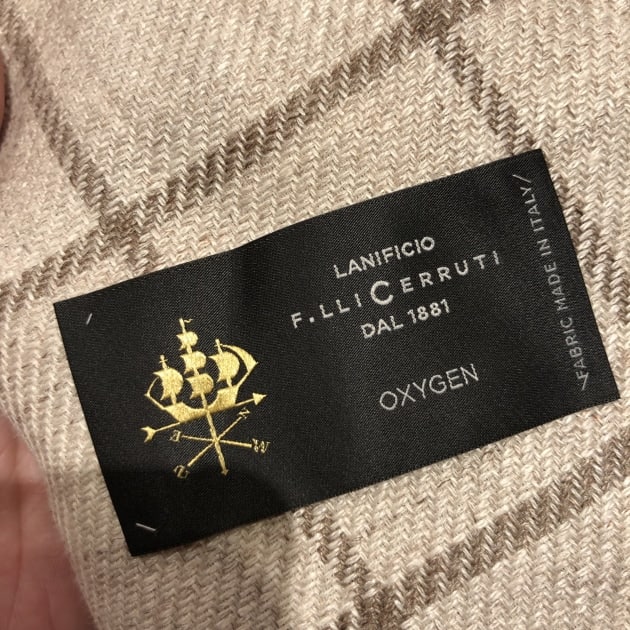 LANIFICIO
F.LLI CERRUTI
DAL 1881
OXYGEN
FABRIC MADE IN ITALY
N
E
W
Z